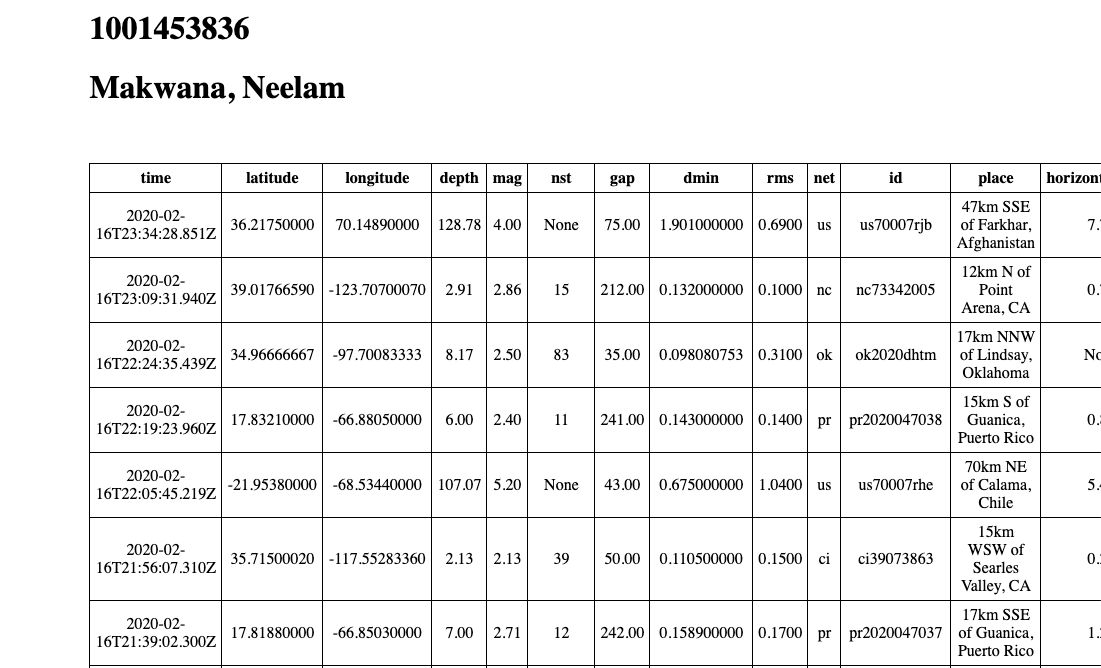 1001453836
Makwana, Neelam
time latitude longitude depth mag nst gap dmin rms net id place
2020-02-16T23:34:28.851Z 36.21750000 70.14890000 128.78 4.00 None 75.00 1.901000000 0.6900 us us70007rjb 47km SSE of Farkhar, Afghanistan
2020-02-16T23:09:31.940Z 39.01766590 -123.70700070 2.91 2.86 15 212.00 0.132000000 0.1000 nc nc73342005 12km N of Point Arena, CA
2020-02-16T22:24:35.439Z 34.96666667 -97.70083333 8.17 2.50 83 35.00 0.098080753 0.3100 ok ok2020dhtm 17km NNW of Lindsay, Oklahoma
2020-02-16T22:19:23.960Z 17.83210000 -66.88050000 6.00 2.40 11 241.00 0.143000000 0.1400 pr pr2020047038 15km S of Guanica, Puerto Rico
2020-02-16T22:05:45.219Z -21.95380000 -68.53440000 107.07 5.20 None 43.00 0.675000000 1.0400 us us70007rhe 70km NE of Calama, Chile
2020-02-16T21:56:07.310Z 35.71500020 -117.55283360 2.13 2.13 39 50.00 0.110500000 0.1500 ci ci39073863 15km WSW of Searles Valley, CA
2020-02-16T21:39:02.300Z 17.81880000 -66.85030000 7.00 2.71 12 242.00 0.158900000 0.1700 pr pr2020047037 17km SSE of Guanica, Puerto Rico